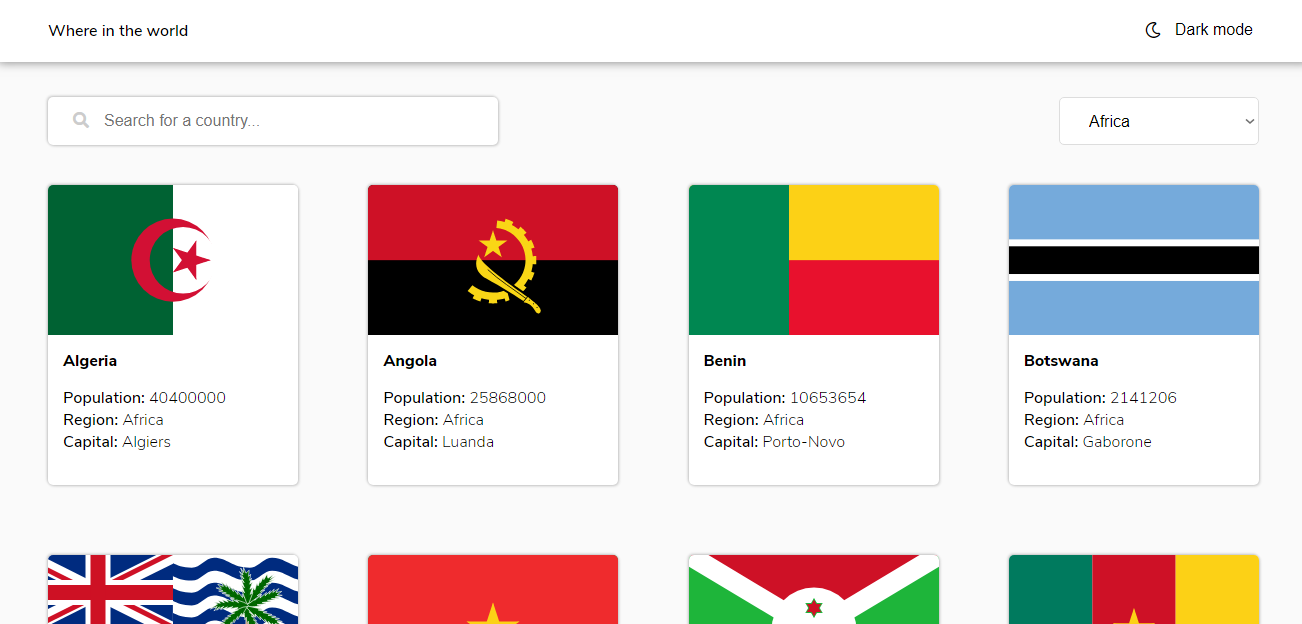 Where in the world
Dark mode
Search for a country...
Africa
Algeria
Population: 40400000
Region: Africa
Capital: Algiers
Angola
Population: 25868000
Region: Africa
Capital: Luanda
Benin
Population: 10653654
Region: Africa
Capital: Porto-Novo
Botswana
Population: 2141206
Region: Africa
Capital: Gaborone